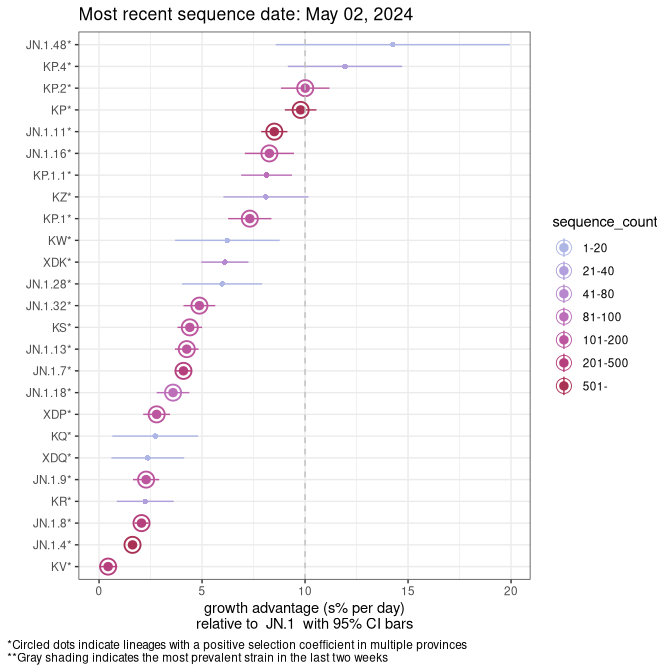 Most recent sequence date: May 02, 2024
JN.1.48*
KP.4*
KP.2*
KP*
JN.1.11*
JN.1.16*
KP.1.1*
KZ*
KP.1*
KW*
XDK*
JN.1.28*
JN.1.32*
KS*
JN.1.13*
JN.1.7*
JN.1.18*
XDP*
KQ*
XDQ*
JN.1.9*
KR*
JN.1.8*
JN.1.4*
KV*
0 5 10 15 20
growth advantage (s% per day)
relative to JN.1 with 95% CI bars
sequence_count
1-20
21-40
41-80
81-100
101-200
201-500
501-
*Circled dots indicate lineages with a positive selection coefficient in multiple provinces
**Gray shading indicates the most prevalent strain in the last two weeks